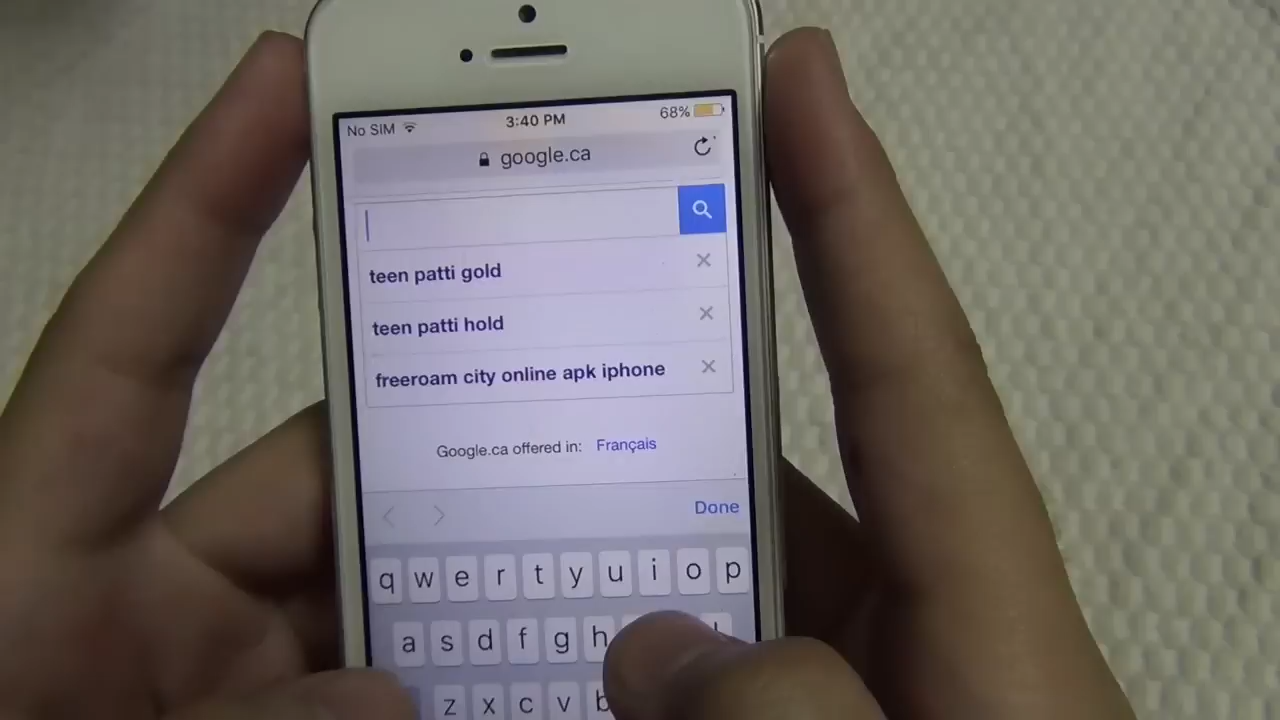 No SIM 3:40 PM 68%
google.ca
teen patti gold
teen patti hold
freeroam city online apk iphone
Google.ca offered in: Français
Done
q w e r t y u i o p
a s d f g h
z x c v b